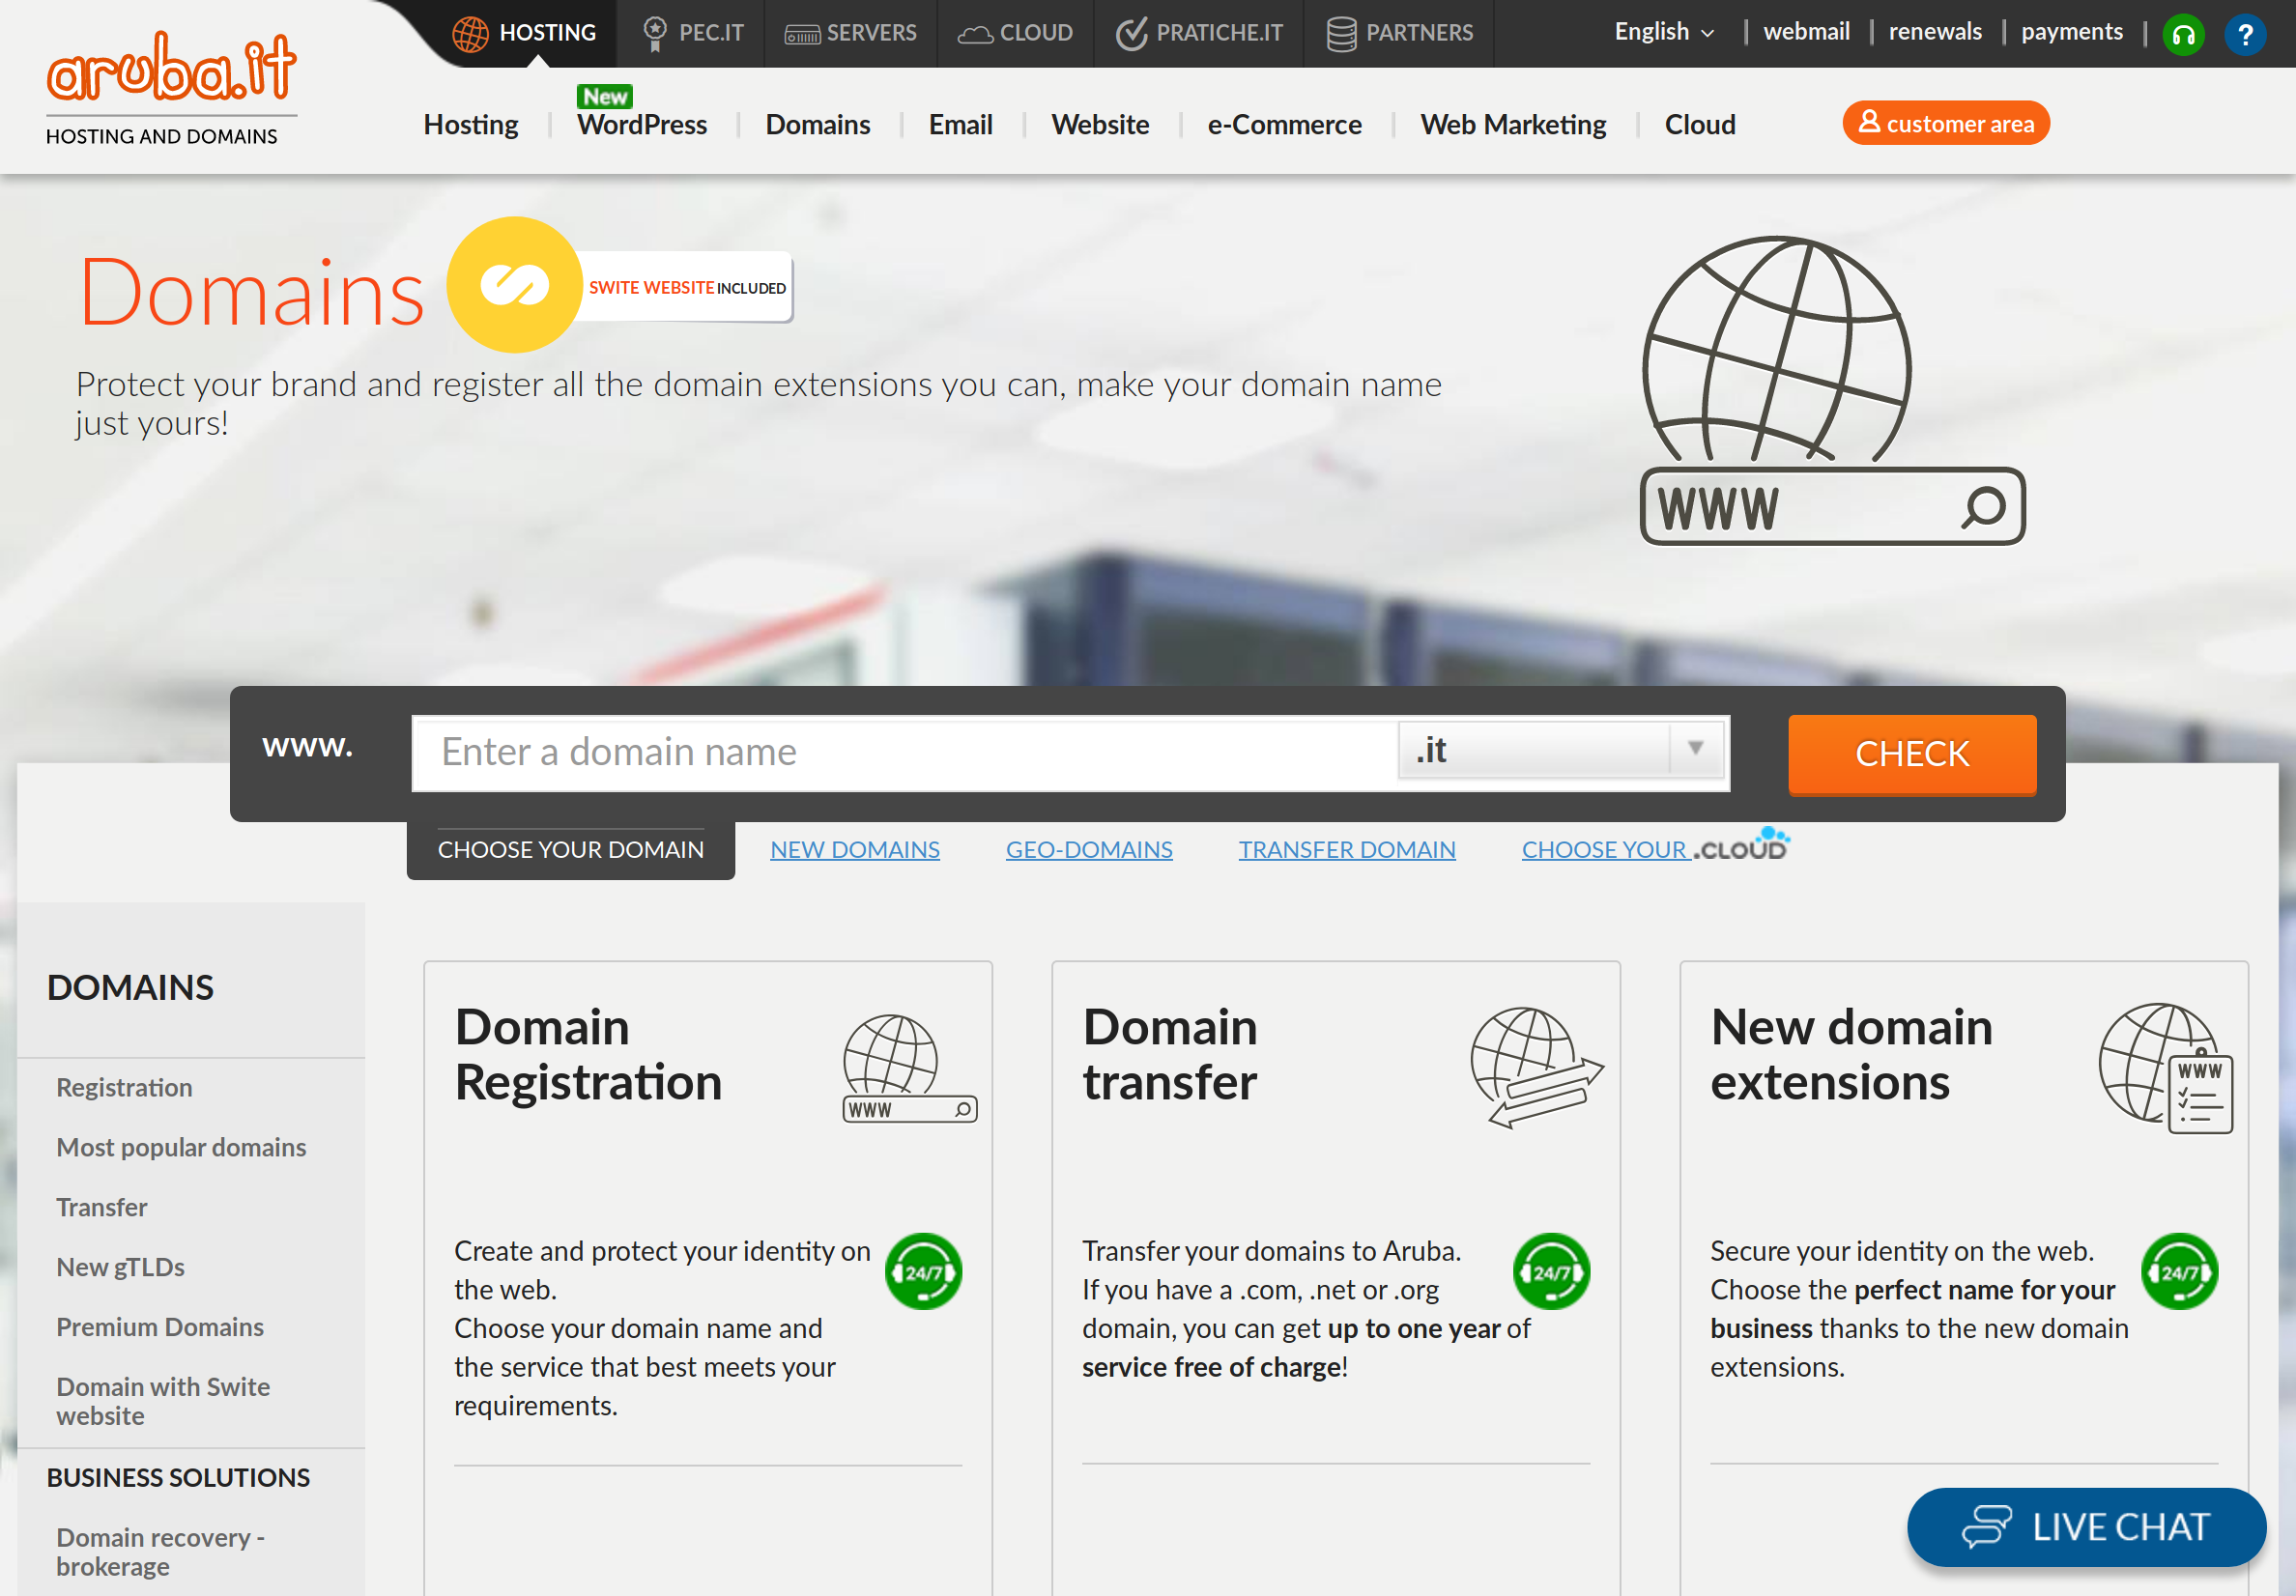 aruba.it
HOSTING AND DOMAINS
HOSTING
PEC.IT
SERVERS
CLOUD
PRATICHE.IT
PARTNERS
English
webmail
renewals
payments
?
Hosting
New
WordPress
Domains
Email
Website
e-Commerce
Web Marketing
Cloud
customer area
Domains
SWITE WEBSITE INCLUDED
Protect your brand and register all the domain extensions you can, make your domain name
just yours!
WWW
www.
Enter a domain name
.it
CHECK
CHOOSE YOUR DOMAIN
NEW DOMAINS
GEO-DOMAINS
TRANSFER DOMAIN
CHOOSE YOUR .CLOUD
DOMAINS
Registration
Most popular domains
Transfer
New gTLDs
Premium Domains
Domain with Swite
website
BUSINESS SOLUTIONS
Domain recovery -
brokerage
Domain
Registration
WWW
Create and protect your identity on
the web.
Choose your domain name and
the service that best meets your
requirements.
24/7
Domain
transfer
Transfer your domains to Aruba.
If you have a .com, .net or .org
domain, you can get up to one year of
service free of charge!
24/7
New domain
extensions
WWW
Secure your identity on the web.
Choose the perfect name for your
business thanks to the new domain
extensions.
24/7
LIVE CHAT